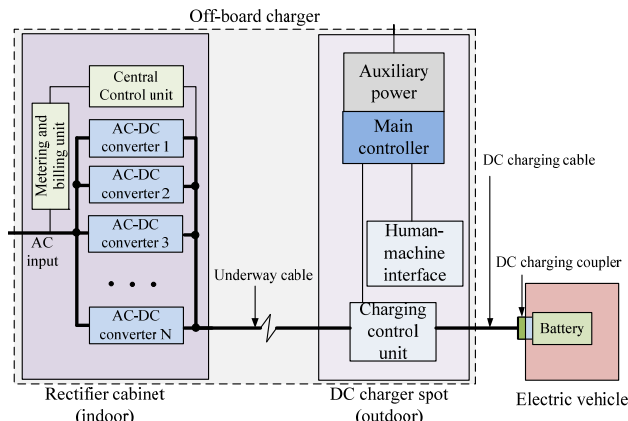 Off-board charger
Central
Control unit
Metering and
billing unit
AC-DC
converter 1
AC-DC
converter 2
AC-DC
converter 3
. . .
AC-DC
converter N
AC
input
Underway cable
Auxiliary
power
Main
controller
Human-
machine
interface
Charging
control
unit
DC charging cable
DC charging coupler
Battery
Rectifier cabinet
(indoor)
DC charger spot
(outdoor)
Electric vehicle